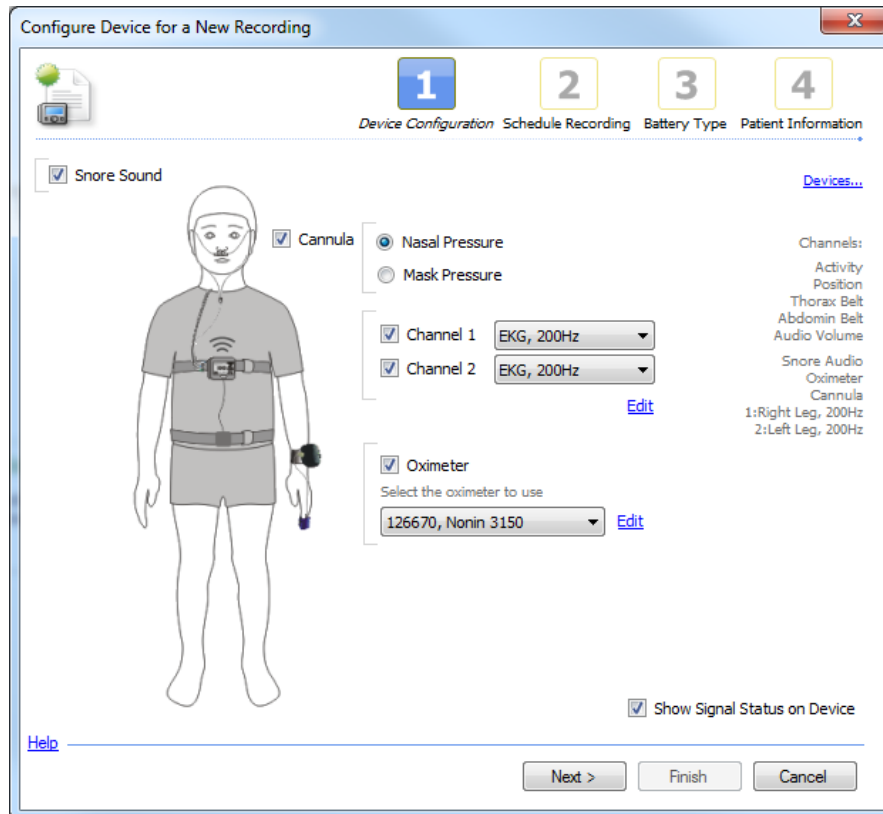 Configure Device for a New Recording
1 2 3 4
Device Configuration Schedule Recording Battery Type Patient Information
Snore Sound
Devices...
Cannula
Nasal Pressure
Mask Pressure
Channel 1 EKG, 200Hz
Channel 2 EKG, 200Hz
Edit
Oximeter
Select the oximeter to use
126670, Nonin 3150 Edit
Channels:
Activity
Position
Thorax Belt
Abdomin Belt
Audio Volume
Snore Audio
Oximeter
Cannula
1:Right Leg, 200Hz
2:Left Leg, 200Hz
Show Signal Status on Device
Help
Next > Finish Cancel